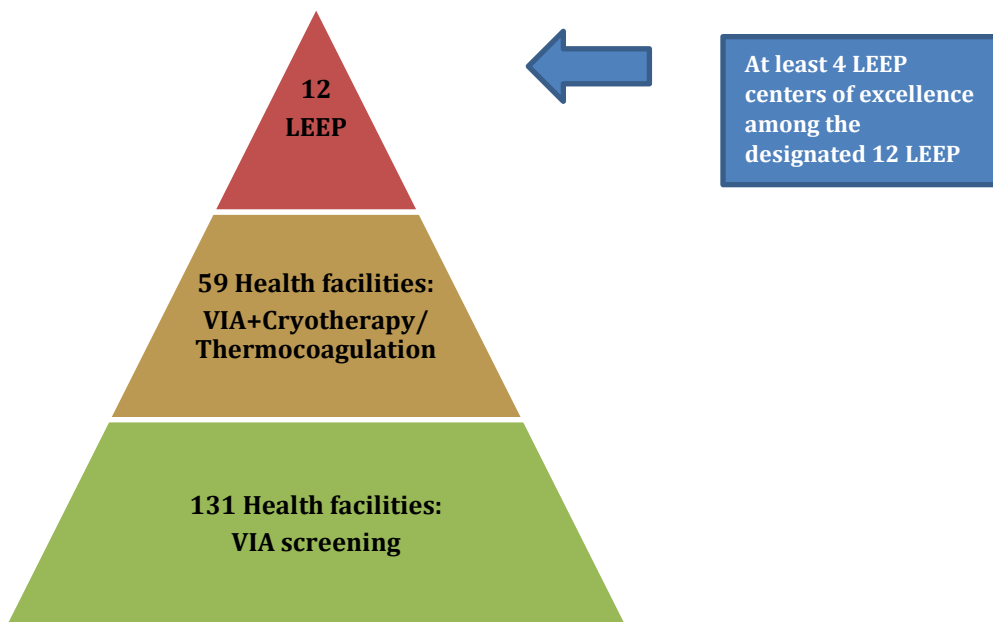 12
LEEP
At least 4 LEEP
centers of excellence
among the
designated 12 LEEP
59 Health facilities:
VIA+Cryotherapy/
Thermocoagulation
131 Health facilities:
VIA screening